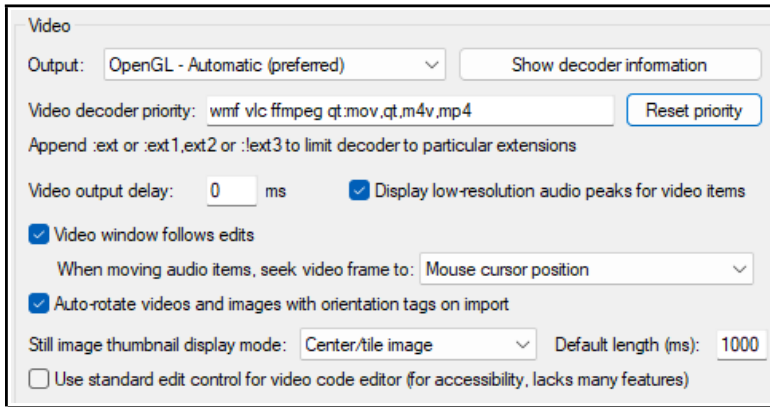 Video
Output: OpenGL - Automatic (preferred) Show decoder information
Video decoder priority: wmf vlc ffmpeg qt:mov,qt,m4v,mp4 Reset priority
Append :ext or :ext1,ext2 or :!ext3 to limit decoder to particular extensions
Video output delay: 0 ms Display low-resolution audio peaks for video items
Video window follows edits
When moving audio items, seek video frame to: Mouse cursor position
Auto-rotate videos and images with orientation tags on import
Still image thumbnail display mode: Center/tile image Default length (ms): 1000
Use standard edit control for video code editor (for accessibility, lacks many features)